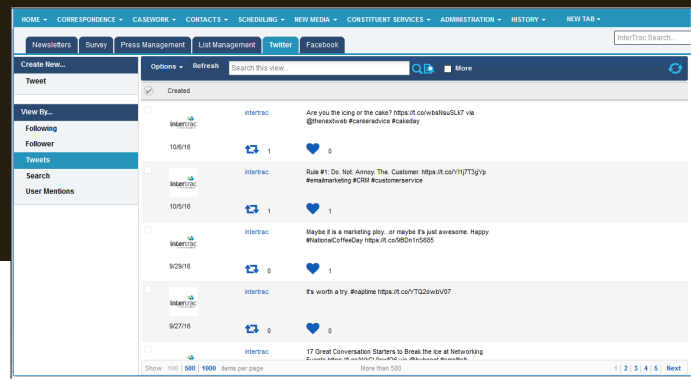 HOME CORRESPONDENCE CASEWORK CONTACTS SCHEDULING NEW MEDIA CONSTITUENT SERVICES ADMINISTRATION HISTORY NEW TAB
InterTrac Search...
Newsletters Survey Press Management List Management Twitter Facebook
Create New...
Tweet
View By...
Following
Follower
Tweets
Search
User Mentions
Options Refresh Search this view... More
Created
intertrac
intertrac
Are you the icing or the cake? https://t.co/wbsNsuSLk7 via
@thenextweb #careeradvice #cakeday
10/6/16 1 0
intertrac
intertrac
Rule #1: Do. Not. Annoy. The. Customer. https://t.co/YI1j7T3gYp
#emailmarketing #CRM #customerservice
10/5/16 1 1
intertrac
intertrac
Maybe it is a marketing ploy...or maybe it's just awesome. Happy
#NationalCoffeeDay https://t.co/9BDn1nS685
9/29/16 0 1
intertrac
intertrac
It's worth a try. #naptime https://t.co/YTQ2owbV07
9/27/16 0 0
intertrac
17 Great Conversation Starters to Break the Ice at Networking
Show 100 | 500 | 1000 items per page More than 500 1 | 2 | 3 | 4 | 5 | Next